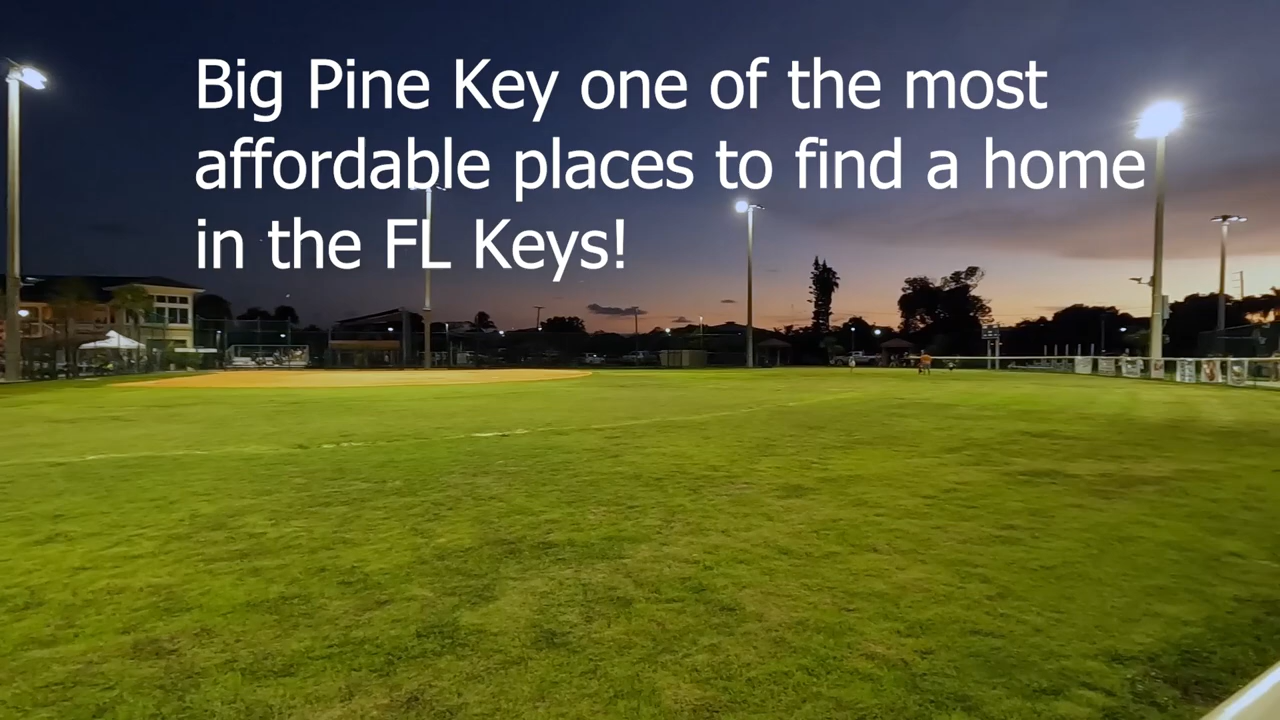 Big Pine Key one of the most
affordable places to find a home
in the FL Keys!